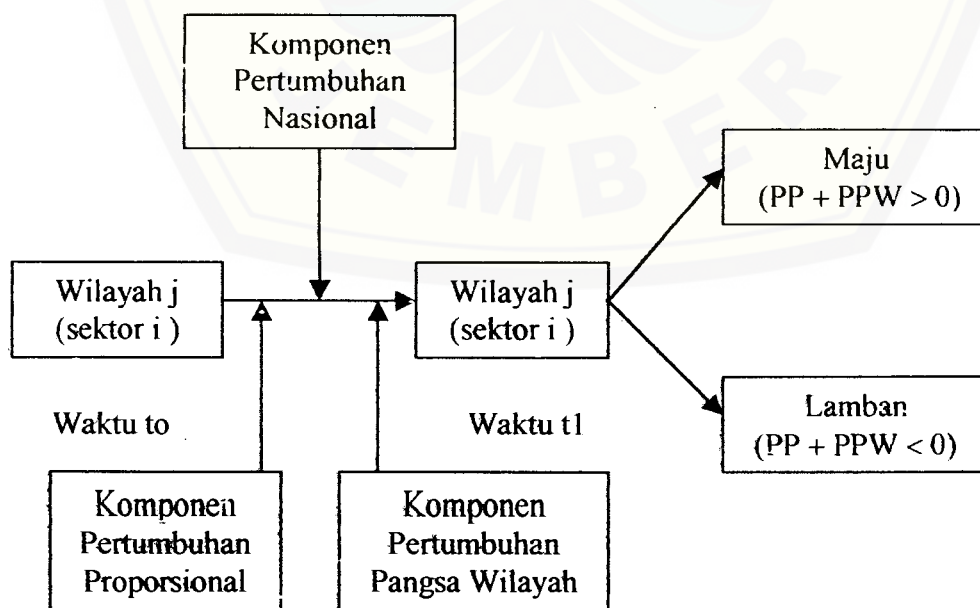 Komponen
Pertumbuhan
Nasional
Maju
(PP + PPW > 0)
Wilayah j
(sektor i )
Wilayah j
(sektor i )
Waktu to
Waktu t1
Lamban
(PP + PPW < 0)
Komponen
Pertumbuhan
Proporsional
Komponen
Pertumbuhan
Pangsa Wilayah
EMBER